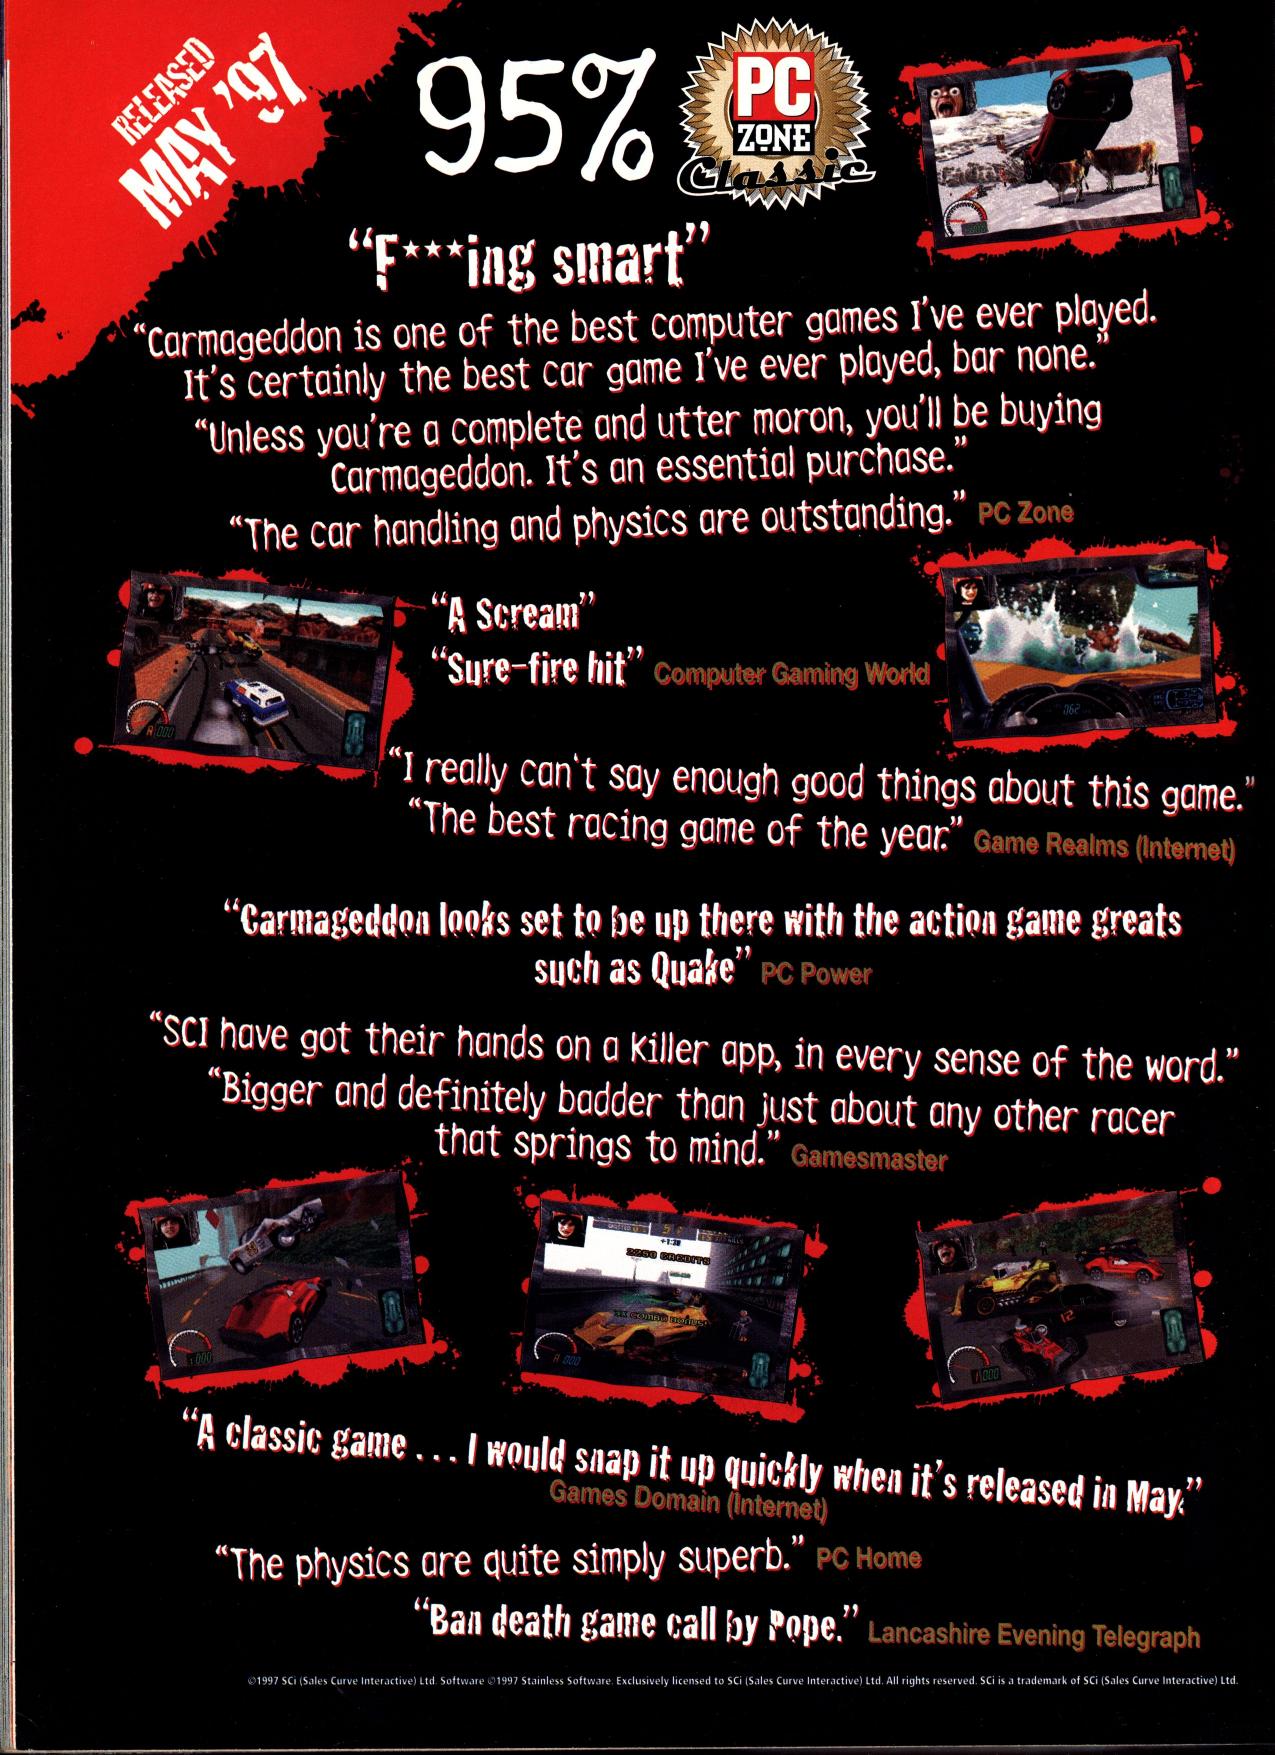 RELEASED
MAY '97
95%
PC
ZONE
Classic
“F***ing smart”
“Carmageddon is one of the best computer games I've ever played.
It's certainly the best car game I've ever played, bar none.”
“Unless you're a complete and utter moron, you'll be buying
Carmageddon. It's an essential purchase.”
“The car handling and physics are outstanding.” PC Zone
“A Scream”
“Sure-fire hit” Computer Gaming World
“I really can't say enough good things about this game.”
“The best racing game of the year.” Game Realms (Internet)
“Carmageddon looks set to be up there with the action game greats
such as Quake” PC Power
“SCI have got their hands on a killer app, in every sense of the word.”
“Bigger and definitely badder than just about any other racer
that springs to mind.” Gamesmaster
2250 CREDITS
“A classic game . . . I would snap it up quickly when it's released in May.”
Games Domain (Internet)
“The physics are quite simply superb.” PC Home
“Ban death game call by Pope.” Lancashire Evening Telegraph
©1997 SCi (Sales Curve Interactive) Ltd. Software ©1997 Stainless Software. Exclusively licensed to SCi (Sales Curve Interactive) Ltd. All rights reserved. SCi is a trademark of SCi (Sales Curve Interactive) Ltd.